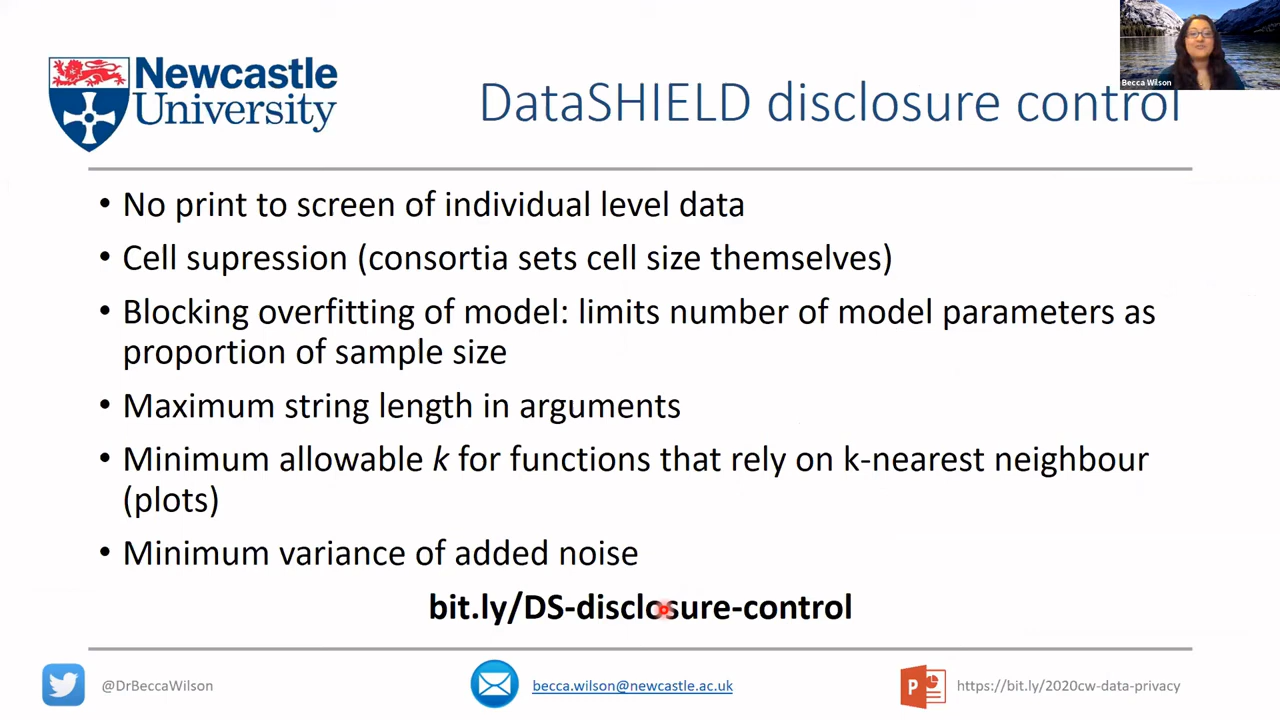 Becca Wilson
Newcastle
University
DataSHIELD disclosure control
• No print to screen of individual level data
• Cell supression (consortia sets cell size themselves)
• Blocking overfitting of model: limits number of model parameters as
proportion of sample size
• Maximum string length in arguments
• Minimum allowable k for functions that rely on k-nearest neighbour
(plots)
• Minimum variance of added noise
bit.ly/DS-disclosure-control
@DrBeccaWilson
becca.wilson@newcastle.ac.uk
P
https://bit.ly/2020cw-data-privacy